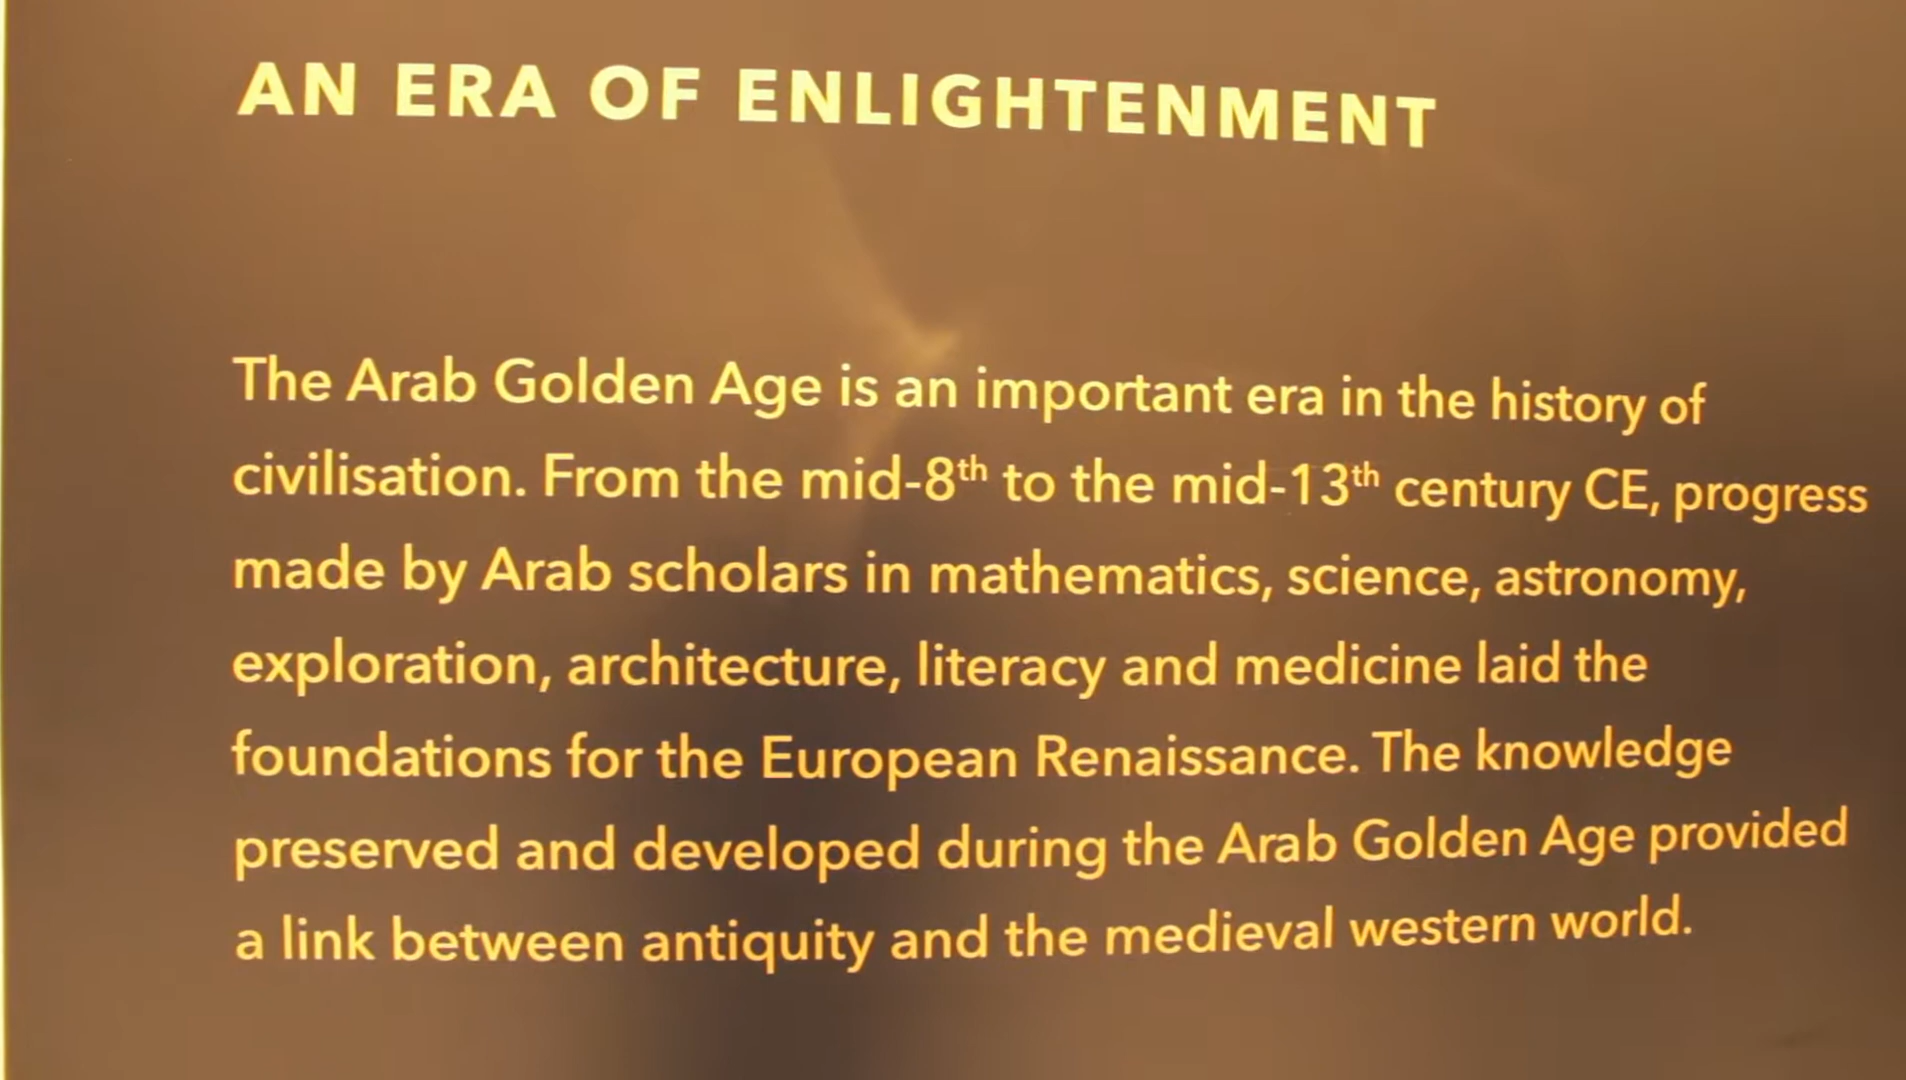 AN ERA OF ENLIGHTENMENT
The Arab Golden Age is an important era in the history of
civilisation. From the mid-8th to the mid-13th century CE, progress
made by Arab scholars in mathematics, science, astronomy,
exploration, architecture, literacy and medicine laid the
foundations for the European Renaissance. The knowledge
preserved and developed during the Arab Golden Age provided
a link between antiquity and the medieval western world.